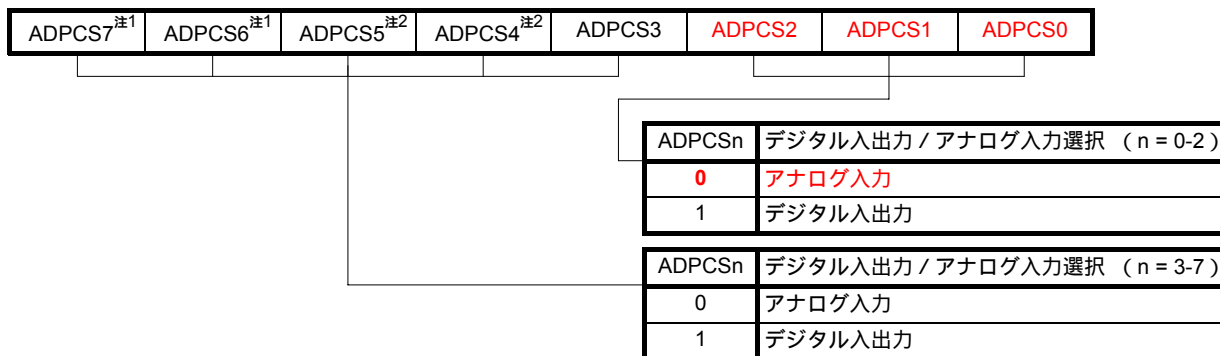 ADPCS7注1 ADPCS6注1 ADPCS5注2 ADPCS4注2 ADPCS3 ADPCS2 ADPCS1 ADPCS0
ADPCSn デジタル入出力 / アナログ入力選択 ( n = 0-2 )
0 アナログ入力
1 デジタル入出力
ADPCSn デジタル入出力 / アナログ入力選択 ( n = 3-7 )
0 アナログ入力
1 デジタル入出力